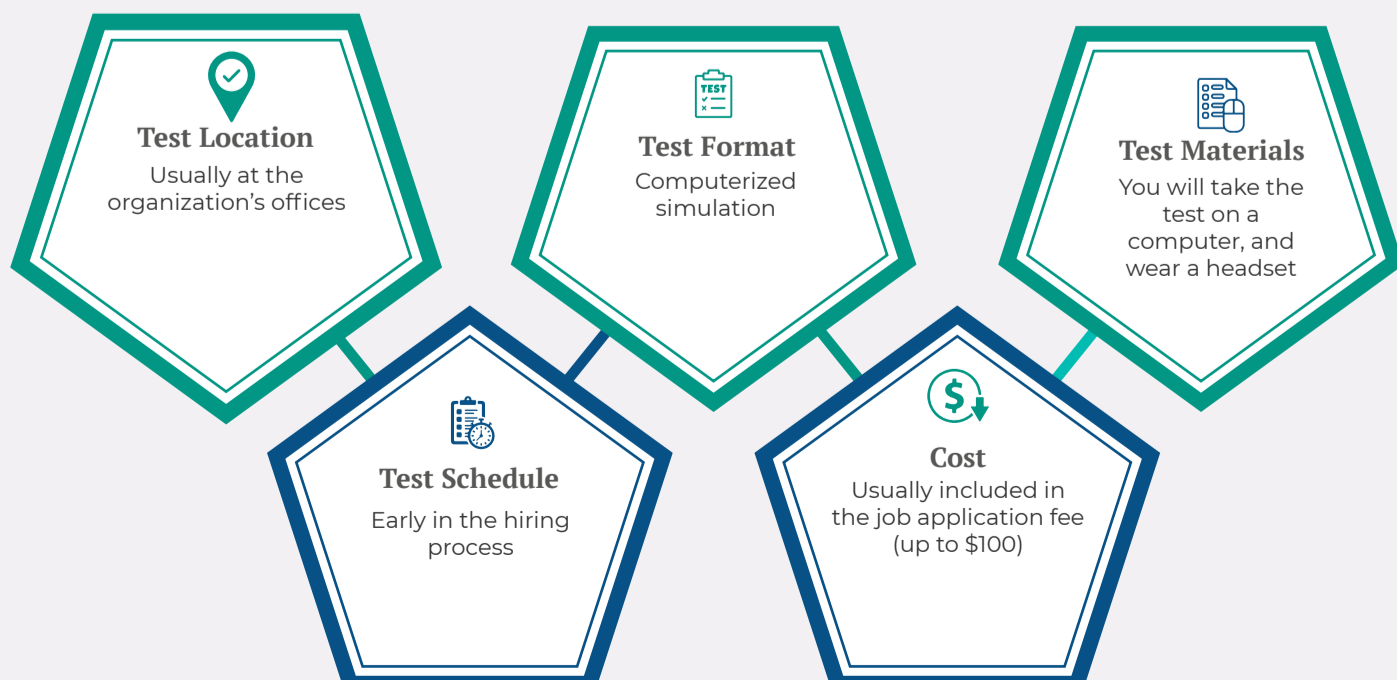 Test Location
Usually at the
organization's offices
TEST
Test Format
Computerized
simulation
Test Materials
You will take the
test on a
computer, and
wear a headset
Test Schedule
Early in the hiring
process
$
Cost
Usually included in
the job application fee
(up to $100)